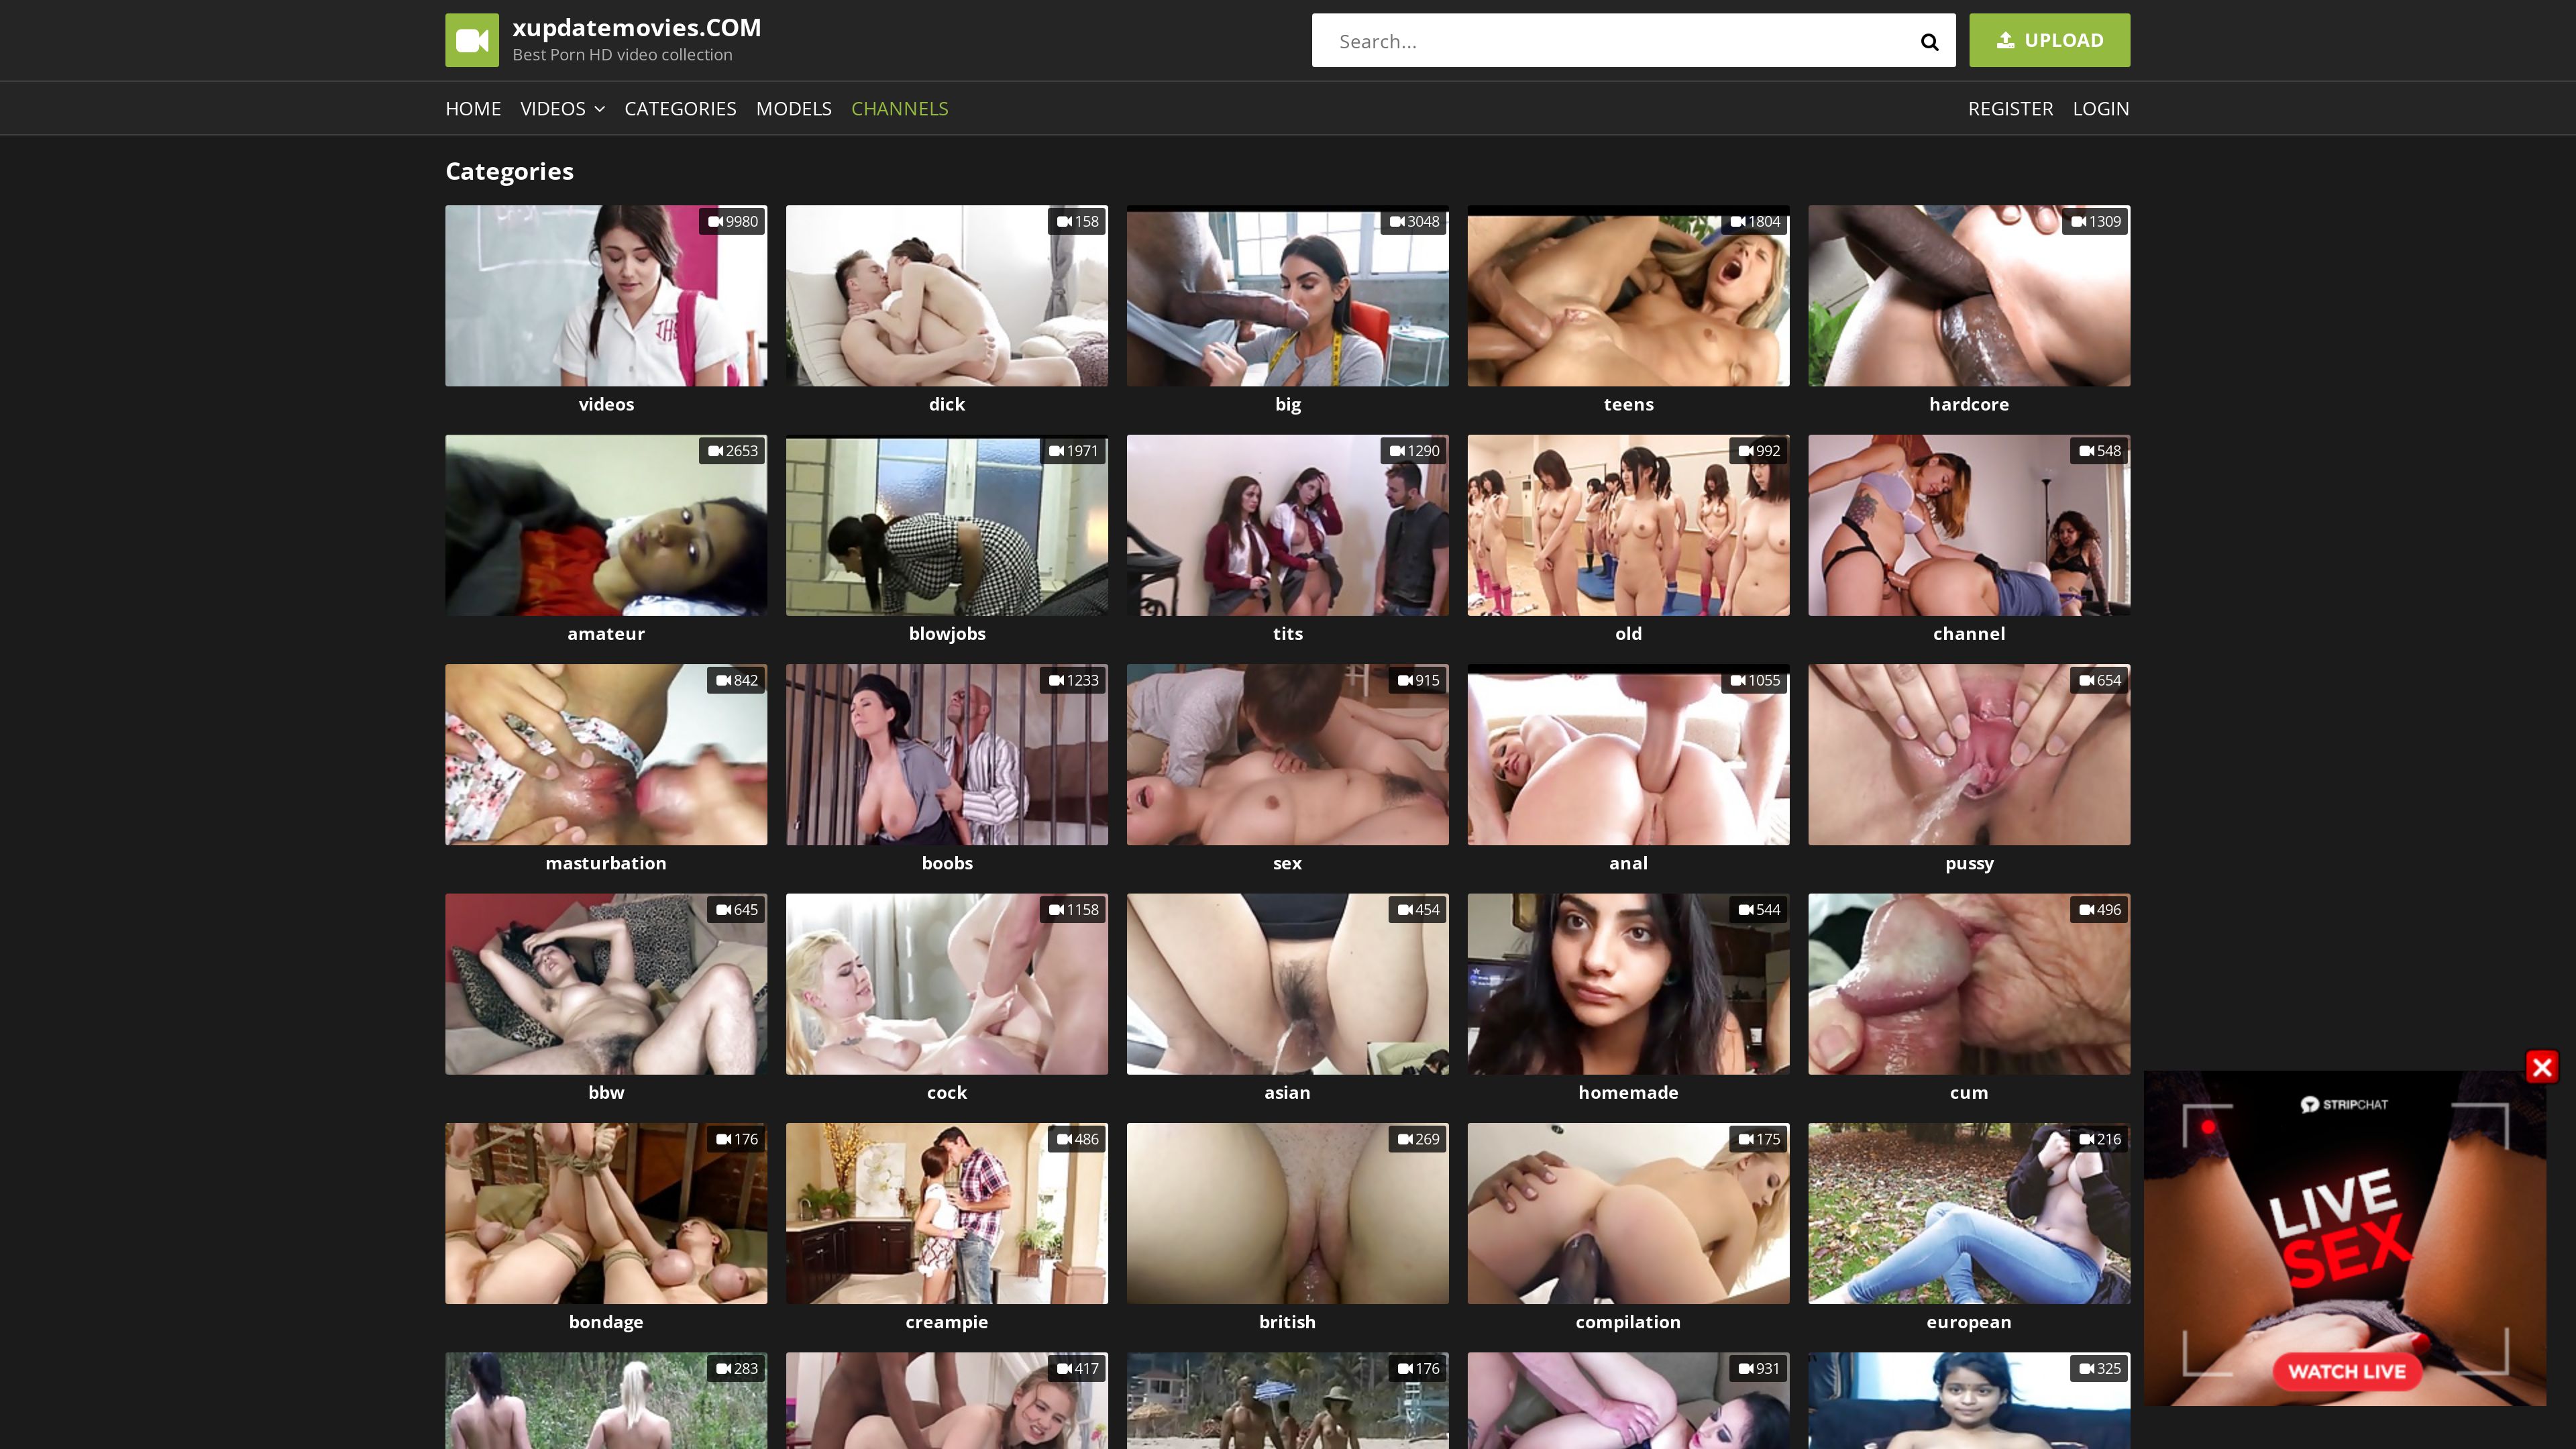 xupdatemovies.COM
Best Porn HD video collection
Search...
UPLOAD
HOME VIDEOS CATEGORIES MODELS CHANNELS
REGISTER LOGIN
Categories
9980 158 3048 1804 1309
videos dick big teens hardcore
2653 1971 1290 992 548
amateur blowjobs tits old channel
842 1233 915 1055 654
masturbation boobs sex anal pussy
645 1158 454 544 496
bbw cock asian homemade cum
176 486 269 175 216
bondage creampie british compilation european
283 417 176 931 325
STRIPCHAT
LIVE
SEX
WATCH LIVE